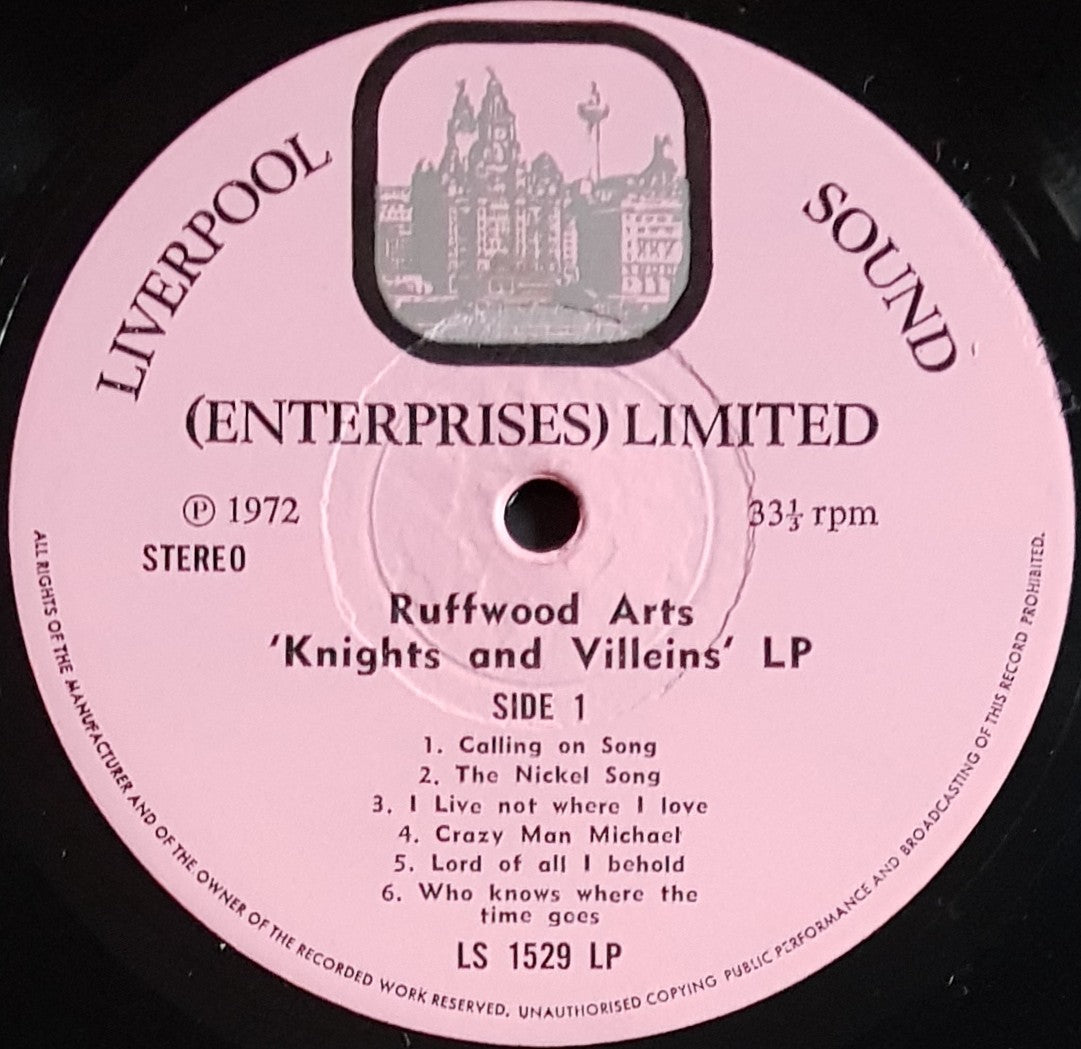 LIVERPOOL SOUND
(ENTERPRISES) LIMITED
℗ 1972
33⅓ rpm
STEREO
Ruffwood Arts
'Knights and Villeins' LP
SIDE 1
1. Calling on Song
2. The Nickel Song
3. I Live not where I love
4. Crazy Man Michael
5. Lord of all I behold
6. Who knows where the
time goes
LS 1529 LP
ALL RIGHTS OF THE MANUFACTURER AND OF THE OWNER OF THE RECORDED WORK RESERVED. UNAUTHORISED COPYING PUBLIC PERFORMANCE AND BROADCASTING OF THIS RECORD PROHIBITED.